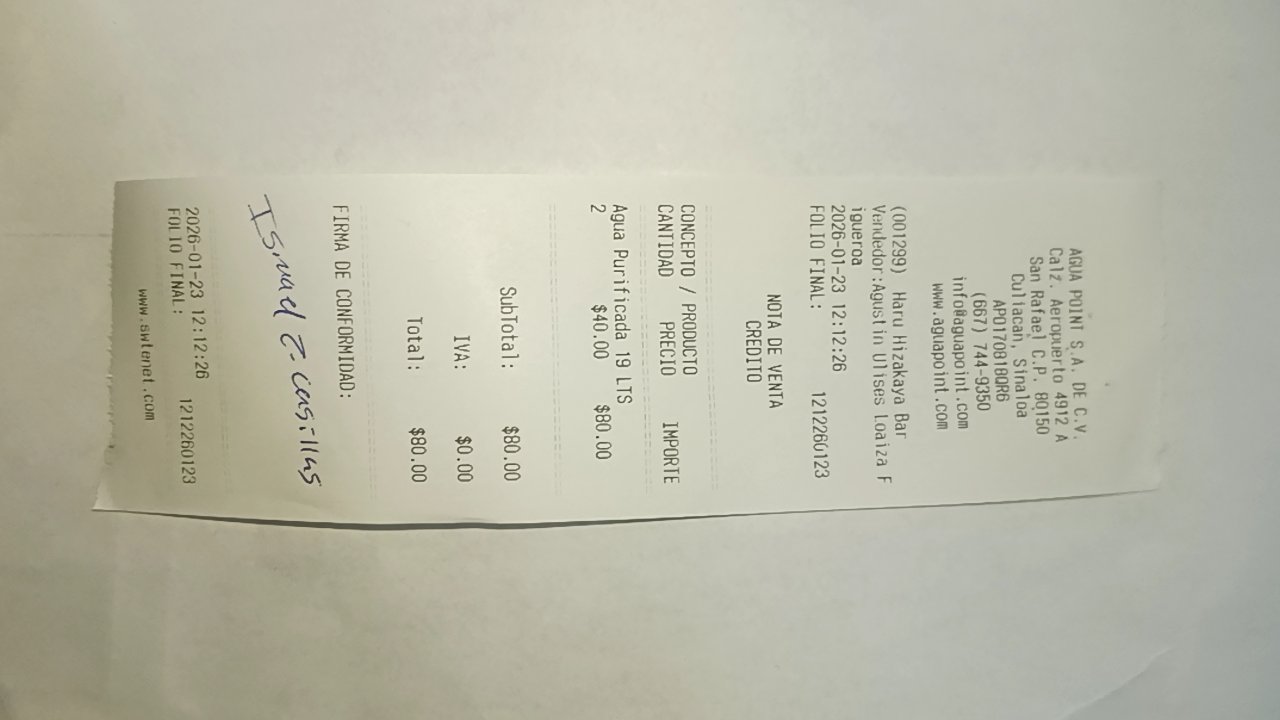 AGUA POINT S.A. DE C.V.
Calz. Aeropuerto 4912 A
San Rafael C.P. 80150
Culiacan, Sinaloa
APO170818QR6
(667) 744-9350
info@aguapoint.com
www.aguapoint.com
(001299) Haru Hizakaya Bar
Vendedor:Agustin Ulises Loaiza F
igueroa
2026-01-23 12:12:26
FOLIO FINAL: 1212260123
NOTA DE VENTA
CREDITO
CONCEPTO / PRODUCTO
CANTIDAD PRECIO IMPORTE
Agua Purificada 19 LTS
2 $40.00 $80.00
SubTotal: $80.00
IVA: $0.00
Total: $80.00
FIRMA DE CONFORMIDAD:
Ismael E. casillas
2026-01-23 12:12:26
FOLIO FINAL: 1212260123
www.swtenet.com